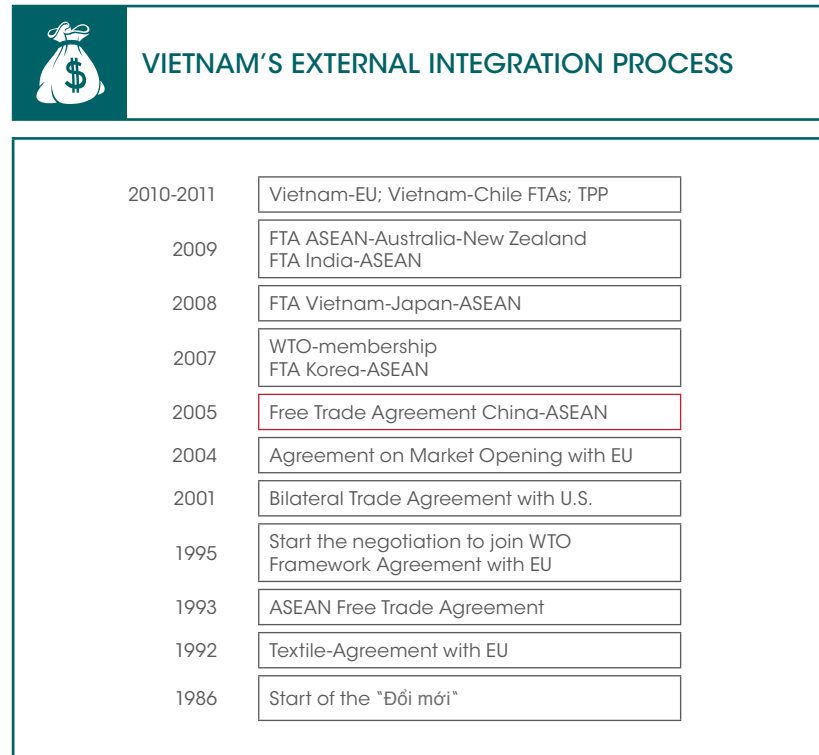 $
VIETNAM'S EXTERNAL INTEGRATION PROCESS
2010-2011 Vietnam-EU; Vietnam-Chile FTAs; TPP
2009 FTA ASEAN-Australia-New Zealand
FTA India-ASEAN
2008 FTA Vietnam-Japan-ASEAN
2007 WTO-membership
FTA Korea-ASEAN
2005 Free Trade Agreement China-ASEAN
2004 Agreement on Market Opening with EU
2001 Bilateral Trade Agreement with U.S.
1995 Start the negotiation to join WTO
Framework Agreement with EU
1993 ASEAN Free Trade Agreement
1992 Textile-Agreement with EU
1986 Start of the "Đổi mới"